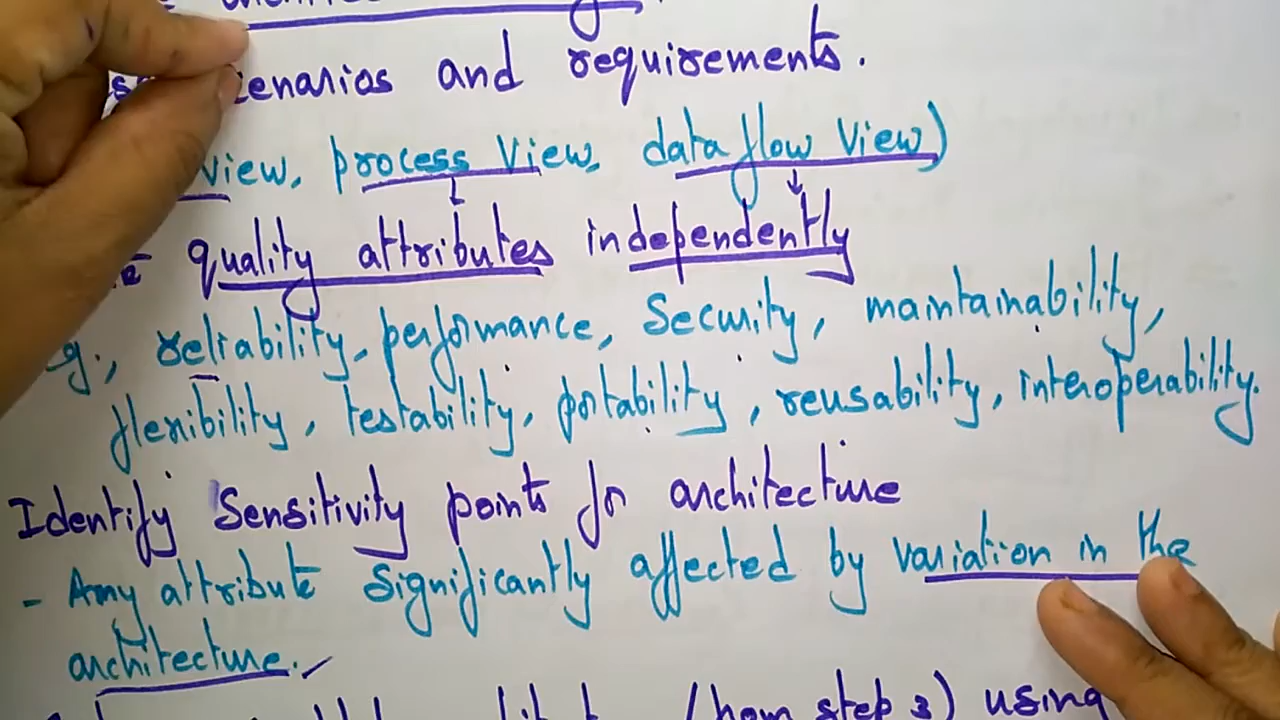 scenarios and requirements.
view, process view, data flow view)
quality attributes independently
g., reliability, performance, Security, maintainability,
flexibility, testability, portability, reusability, interoperability.
Identify Sensitivity points for architecture
- Any attribute significantly affected by variation in the
architecture.
(from step 3) using